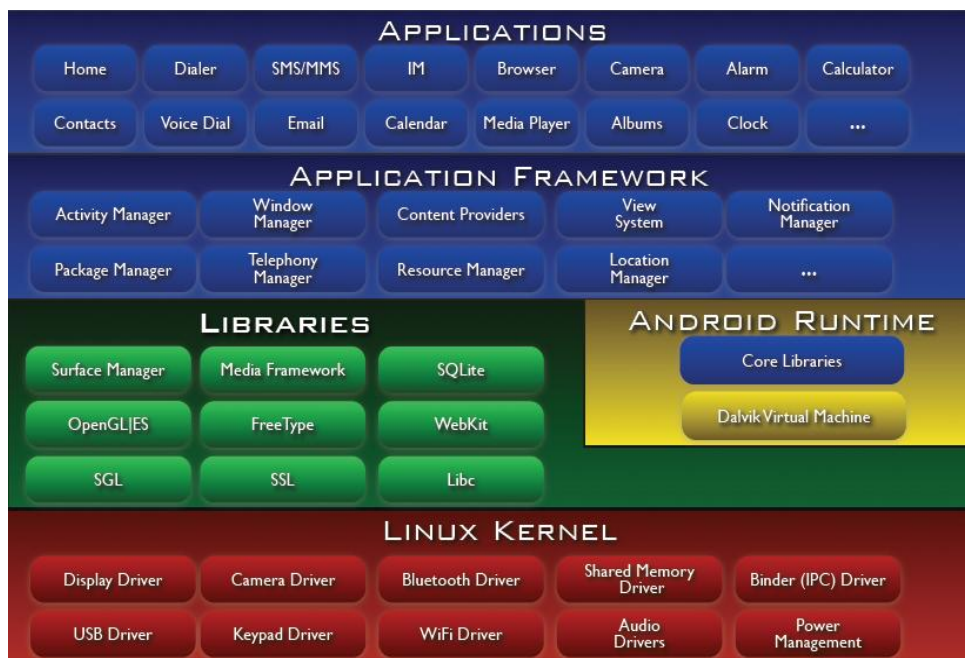 APPLICATIONS
Home
Dialer
SMS/MMS
IM
Browser
Camera
Alarm
Calculator
Contacts
Voice Dial
Email
Calendar
Media Player
Albums
Clock
...
APPLICATION FRAMEWORK
Activity Manager
Window
Manager
Content Providers
View
System
Notification
Manager
Package Manager
Telephony
Manager
Resource Manager
Location
Manager
...
LIBRARIES
Surface Manager
Media Framework
SQLite
OpenGL|ES
FreeType
WebKit
SGL
SSL
Libc
ANDROID RUNTIME
Core Libraries
Dalvik Virtual Machine
LINUX KERNEL
Display Driver
Camera Driver
Bluetooth Driver
Shared Memory
Driver
Binder (IPC) Driver
USB Driver
Keypad Driver
WiFi Driver
Audio
Drivers
Power
Management